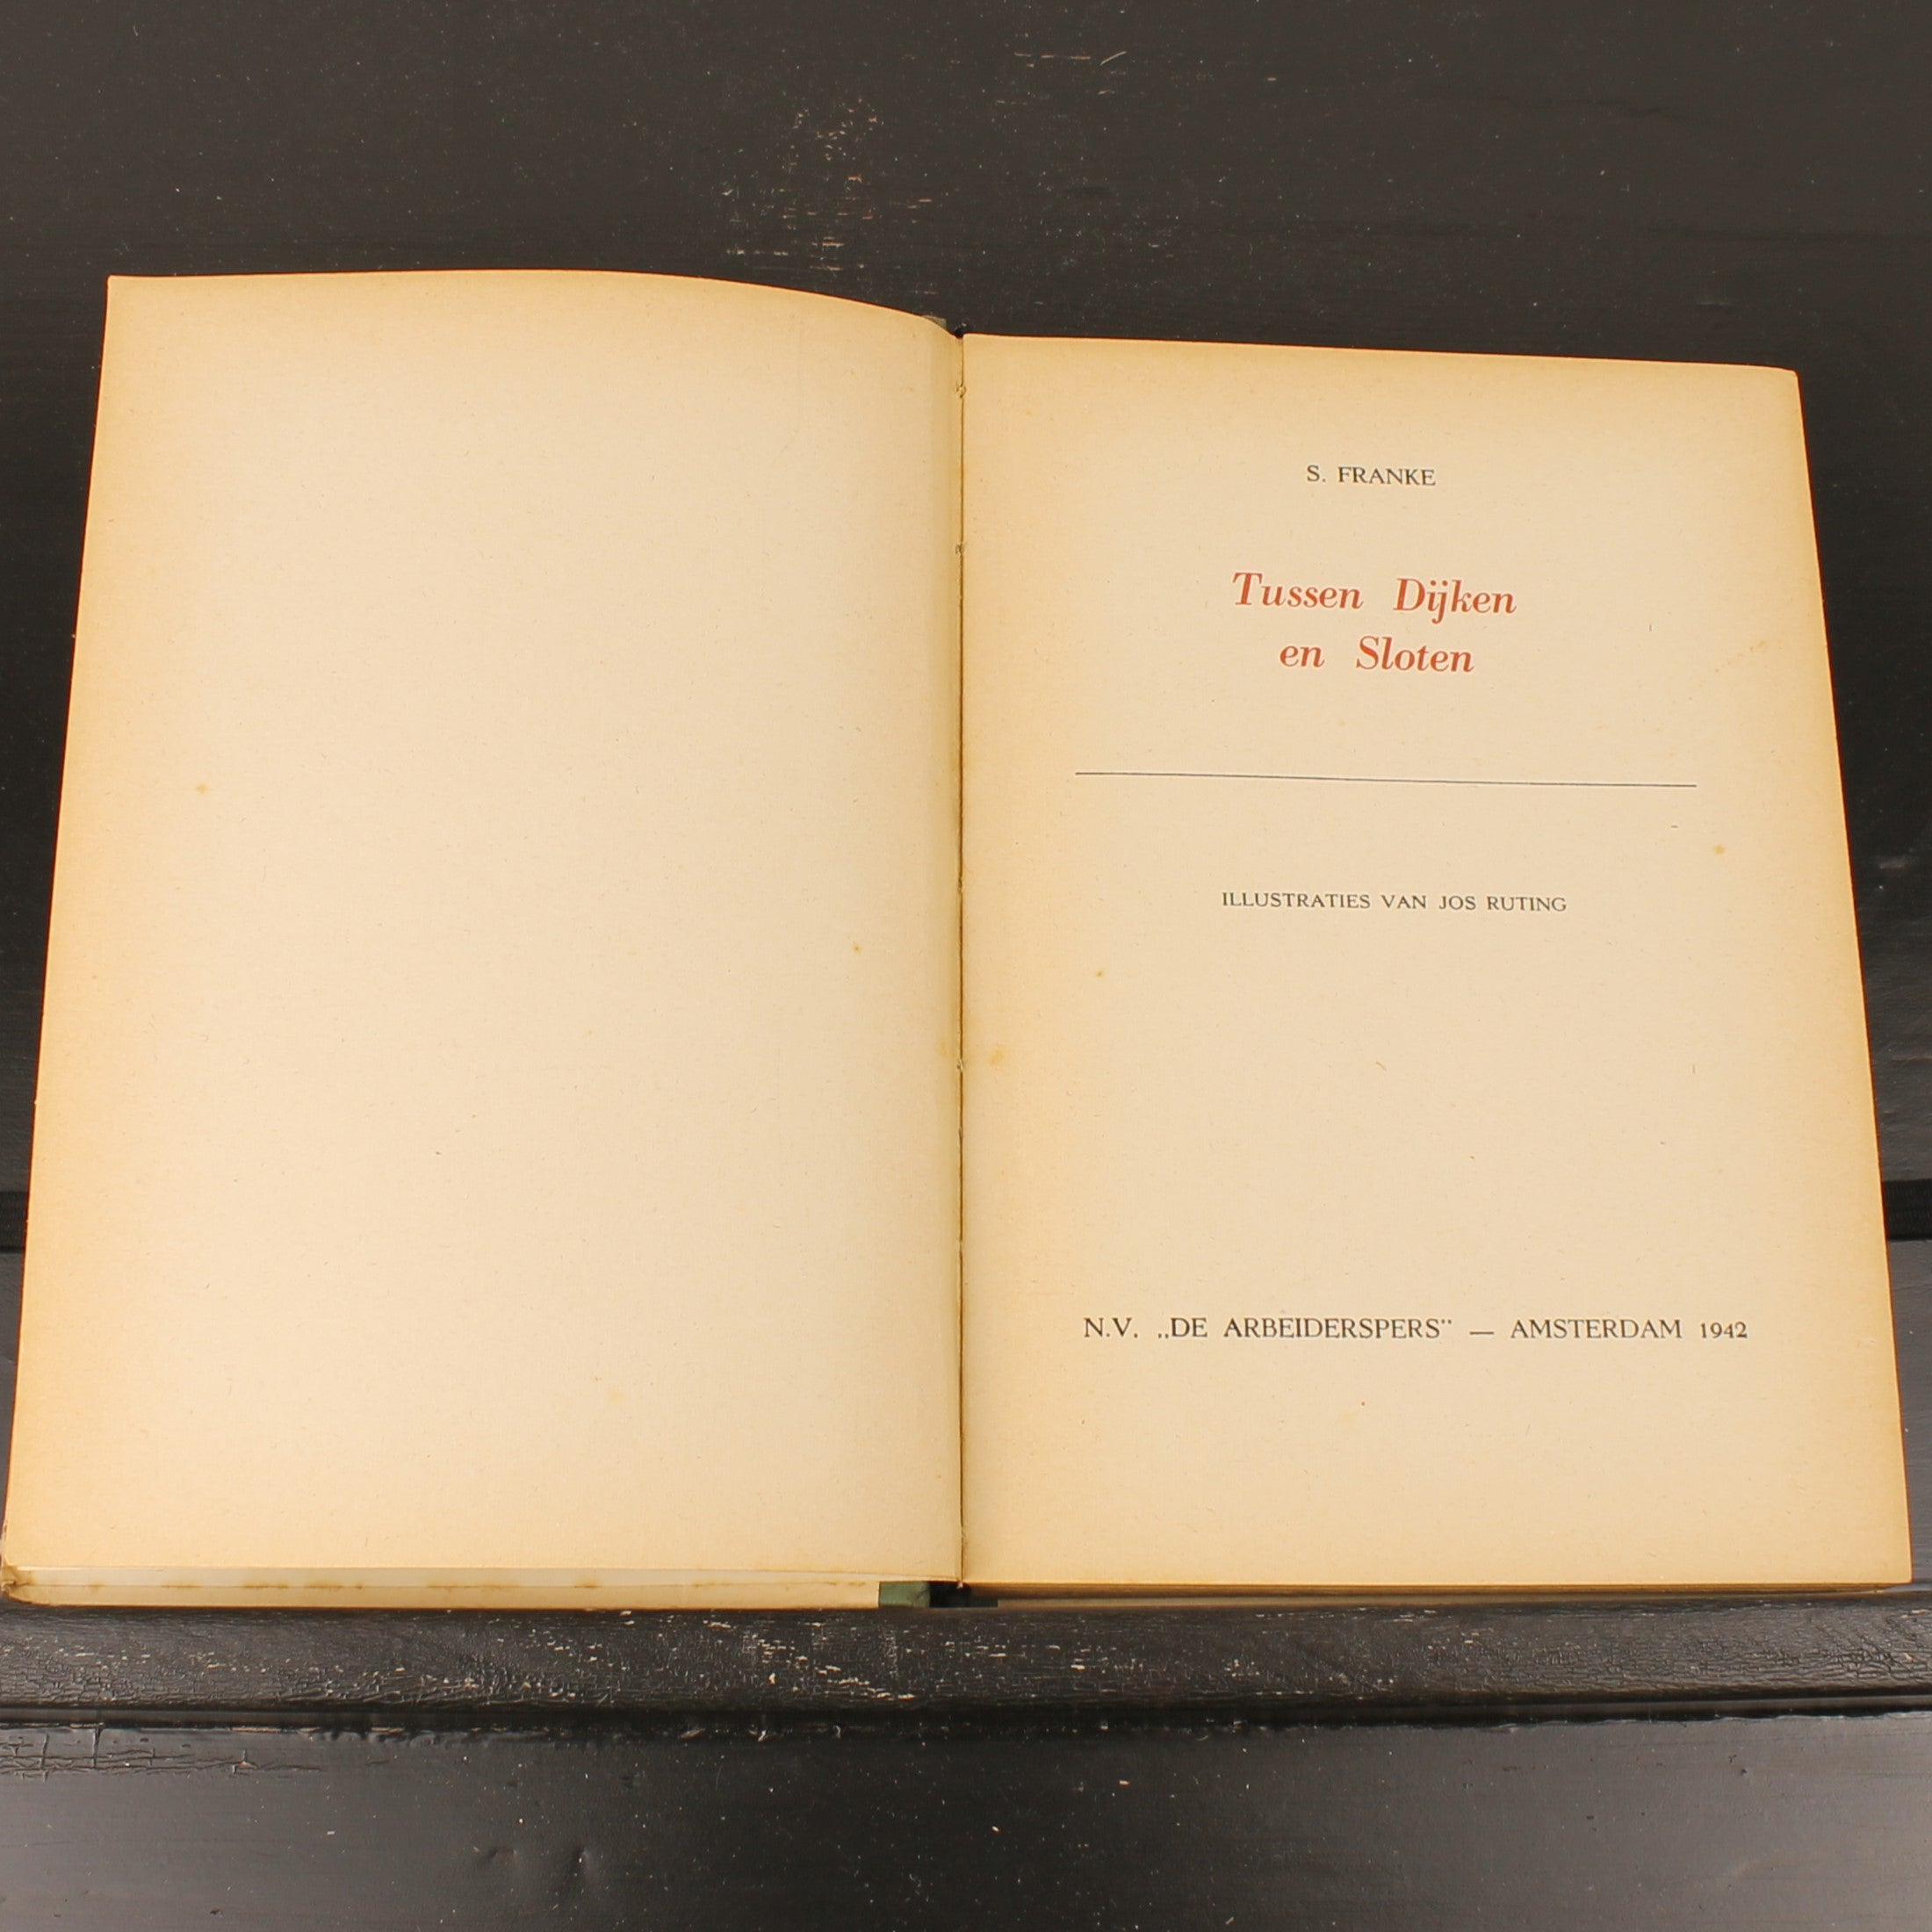 S. FRANKE
Tussen Dijken
en Sloten
ILLUSTRATIES VAN JOS RUTING
N.V. „DE ARBEIDERSPERS” — AMSTERDAM 1942